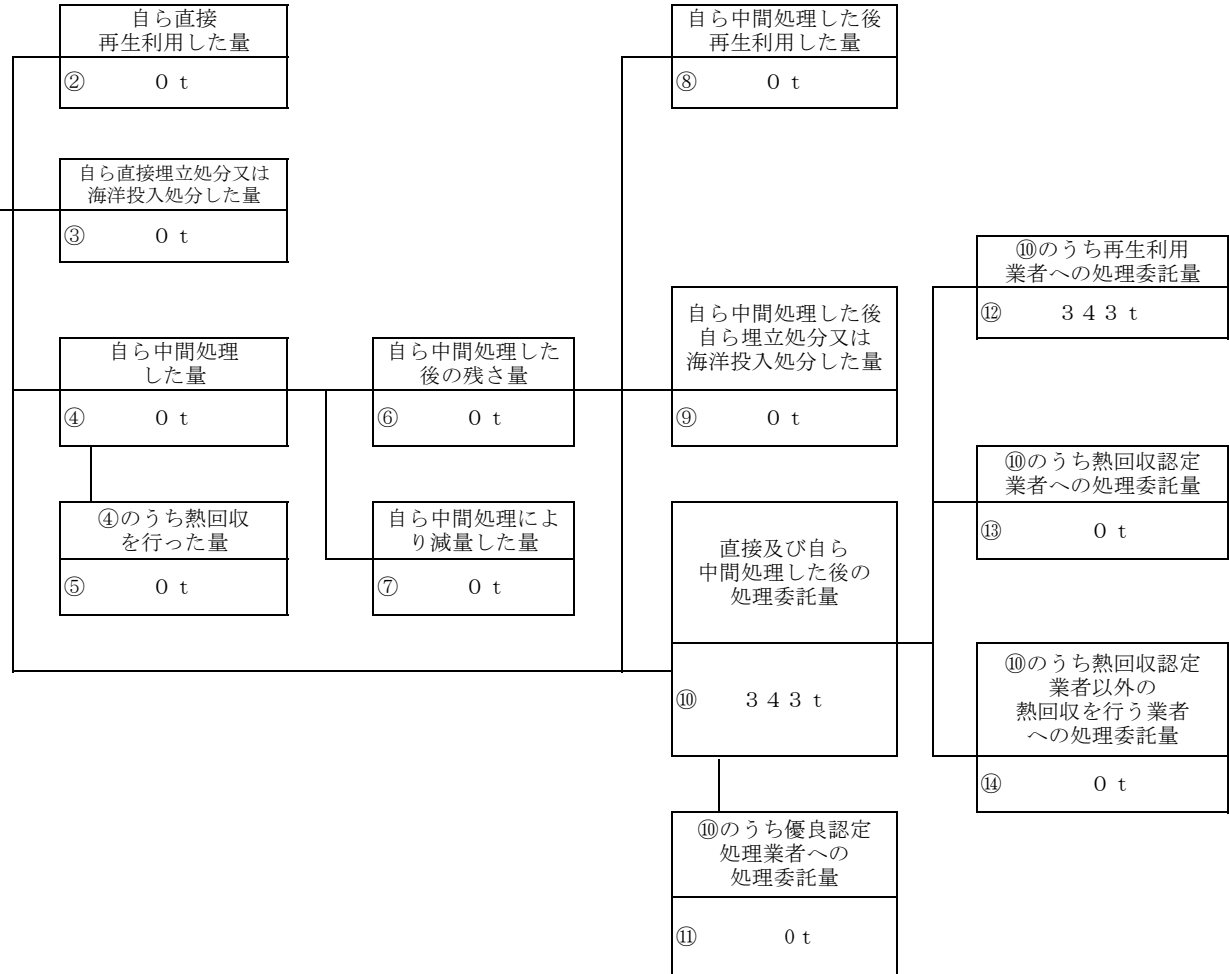 自ら直接
再生利用した量
② 0 t
自ら直接埋立処分又は
海洋投入処分した量
③ 0 t
自ら中間処理
した量
④ 0 t
④のうち熱回収
を行った量
⑤ 0 t
自ら中間処理した
後の残さ量
⑥ 0 t
自ら中間処理によ
り減量した量
⑦ 0 t
自ら中間処理した後
再生利用した量
⑧ 0 t
自ら中間処理した後
自ら埋立処分又は
海洋投入処分した量
⑨ 0 t
直接及び自ら
中間処理した後の
処理委託量
⑩ 343 t
⑩のうち優良認定
処理業者への
処理委託量
⑪ 0 t
⑩のうち再生利用
業者への処理委託量
⑫ 343 t
⑩のうち熱回収認定
業者への処理委託量
⑬ 0 t
⑩のうち熱回収認定
業者以外の
熱回収を行う業者
への処理委託量
⑭ 0 t